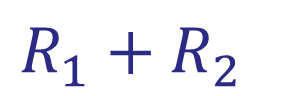 R₁ + R₂